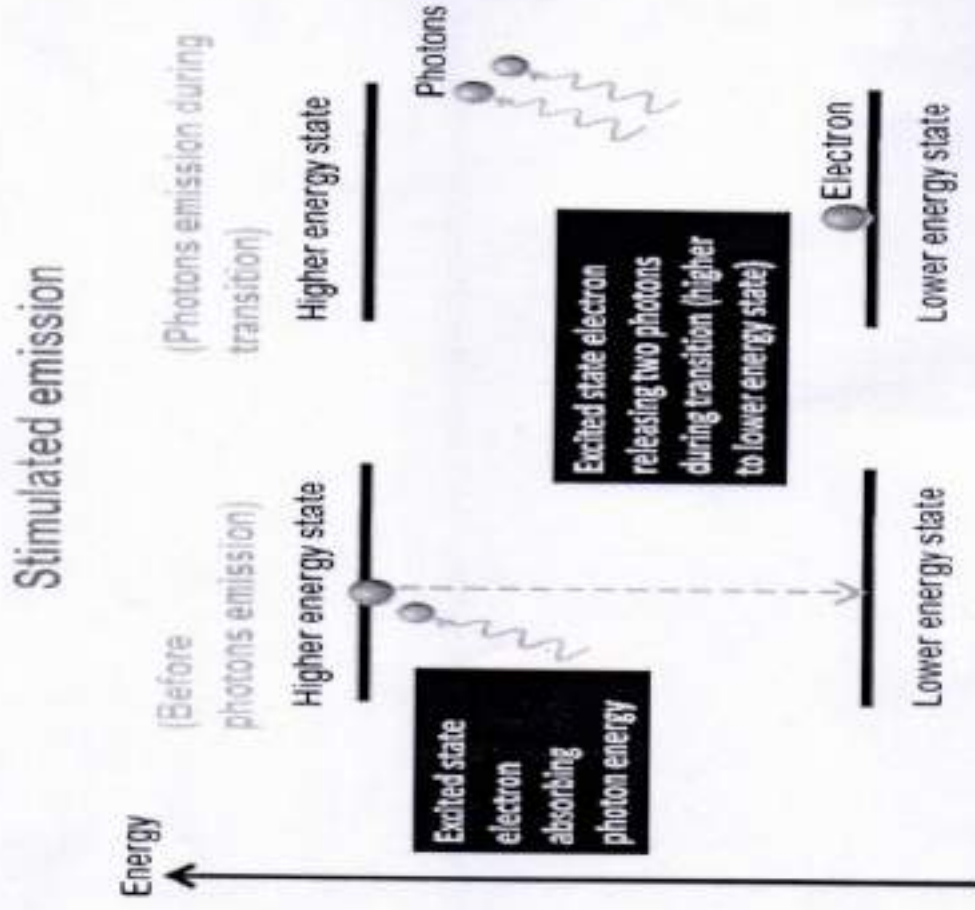 Stimulated emission
Energy
(Before
photons emission)
(Photons emission during
transition)
Higher energy state
Higher energy state
Excited state
electron
absorbing
photon energy
Photons
Excited state electron
releasing two photons
during transition (higher
to lower energy state)
Electron
Lower energy state
Lower energy state